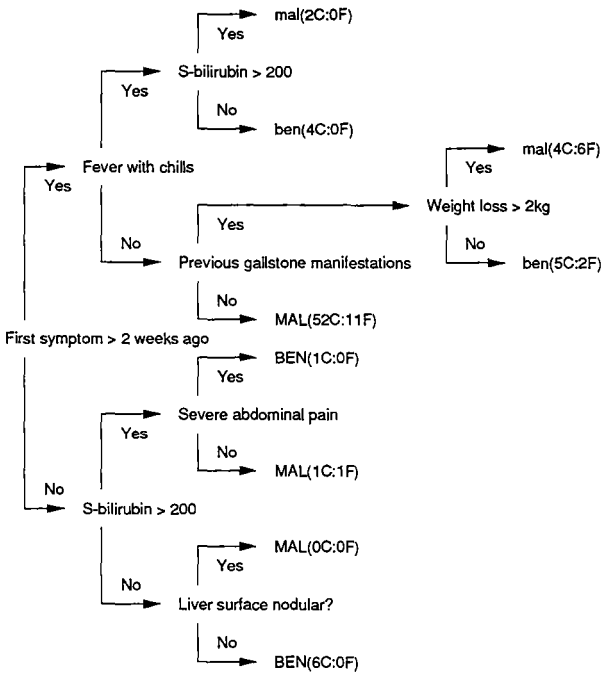 mal(2C:0F)
Yes
S-bilirubin > 200
Yes
No
ben(4C:0F)
mal(4C:6F)
Yes
Fever with chills
Yes
Yes
Weight loss > 2kg
No
No
Previous gallstone manifestations
ben(5C:2F)
No
MAL(52C:11F)
First symptom > 2 weeks ago
BEN(1C:0F)
Yes
Severe abdominal pain
Yes
No
MAL(1C:1F)
No
S-bilirubin > 200
MAL(0C:0F)
Yes
No
Liver surface nodular?
No
BEN(6C:0F)